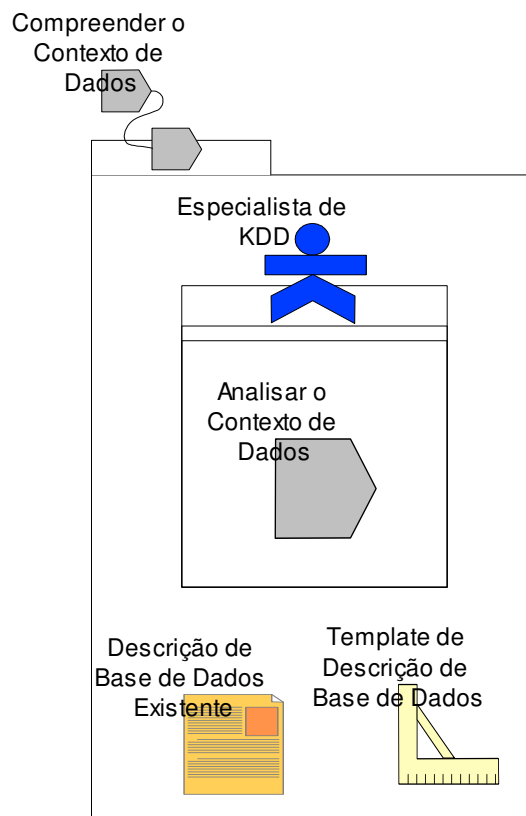 Compreender o
Contexto de
Dados
Especialista de
KDD
Analisar o
Contexto de
Dados
Descrição de
Base de Dados
Existente
Template de
Descrição de
Base de Dados